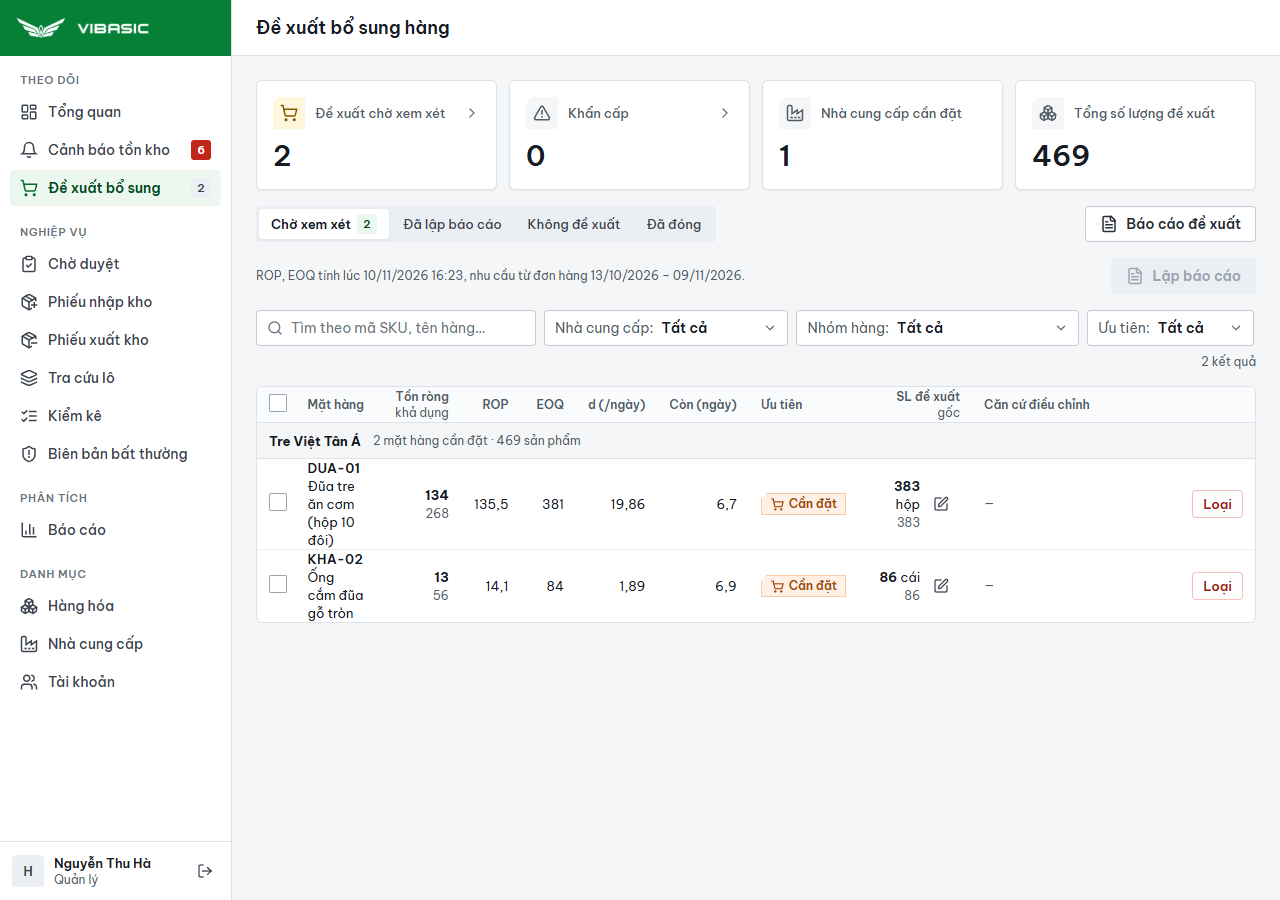 VIBASIC
Đề xuất bổ sung hàng
THEO DÕI
Tổng quan
Cảnh báo tồn kho 6
Đề xuất bổ sung 2
NGHIỆP VỤ
Chờ duyệt
Phiếu nhập kho
Phiếu xuất kho
Tra cứu lô
Kiểm kê
Biên bản bất thường
PHÂN TÍCH
Báo cáo
DANH MỤC
Hàng hóa
Nhà cung cấp
Tài khoản
H
Nguyễn Thu Hà
Quản lý
Đề xuất chờ xem xét
2
Khẩn cấp
0
Nhà cung cấp cần đặt
1
Tổng số lượng đề xuất
469
Chờ xem xét 2 Đã lập báo cáo Không đề xuất Đã đóng
Báo cáo đề xuất
ROP, EOQ tính lúc 10/11/2026 16:23, nhu cầu từ đơn hàng 13/10/2026 – 09/11/2026.
Lập báo cáo
Tìm theo mã SKU, tên hàng...
Nhà cung cấp: Tất cả
Nhóm hàng: Tất cả
Ưu tiên: Tất cả
2 kết quả
Mặt hàng Tồn ròng khả dụng ROP EOQ d (/ngày) Còn (ngày) Ưu tiên SL đề xuất gốc Căn cứ điều chỉnh
Tre Việt Tân Á 2 mặt hàng cần đặt · 469 sản phẩm
DUA-01
Đũa tre
ăn cơm
(hộp 10
đôi)
134
268
135,5 381 19,86 6,7 Cần đặt
383
hộp
383
– Loại
KHA-02
Ống
cắm đũa
gỗ tròn
13
56
14,1 84 1,89 6,9 Cần đặt
86 cái
86
– Loại